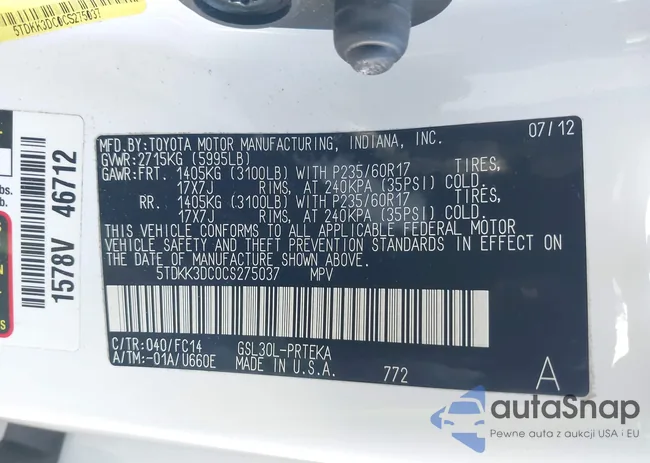 5TDKK3DC0CS275037
1578V 46712
lbs.
MFD.BY:TOYOTA MOTOR MANUFACTURING, INDIANA, INC. 07/12
GVWR:2715KG (5995LB)
GAWR:FRT. 1405KG (3100LB) WITH P235/60R17 TIRES,
17X7J RIMS, AT 240KPA (35PSI) COLD.
RR. 1405KG (3100LB) WITH P235/60R17 TIRES,
17X7J RIMS, AT 240KPA (35PSI) COLD.
THIS VEHICLE CONFORMS TO ALL APPLICABLE FEDERAL MOTOR
VEHICLE SAFETY AND THEFT PREVENTION STANDARDS IN EFFECT ON
THE DATE OF MANUFACTURE SHOWN ABOVE.
5TDKK3DC0CS275037 MPV
C/TR:040/FC14 GSL30L-PRTEKA
A/TM:-01A/U660E MADE IN U.S.A. 772 A
autaSnap
Pewne auta z aukcji USA i EU